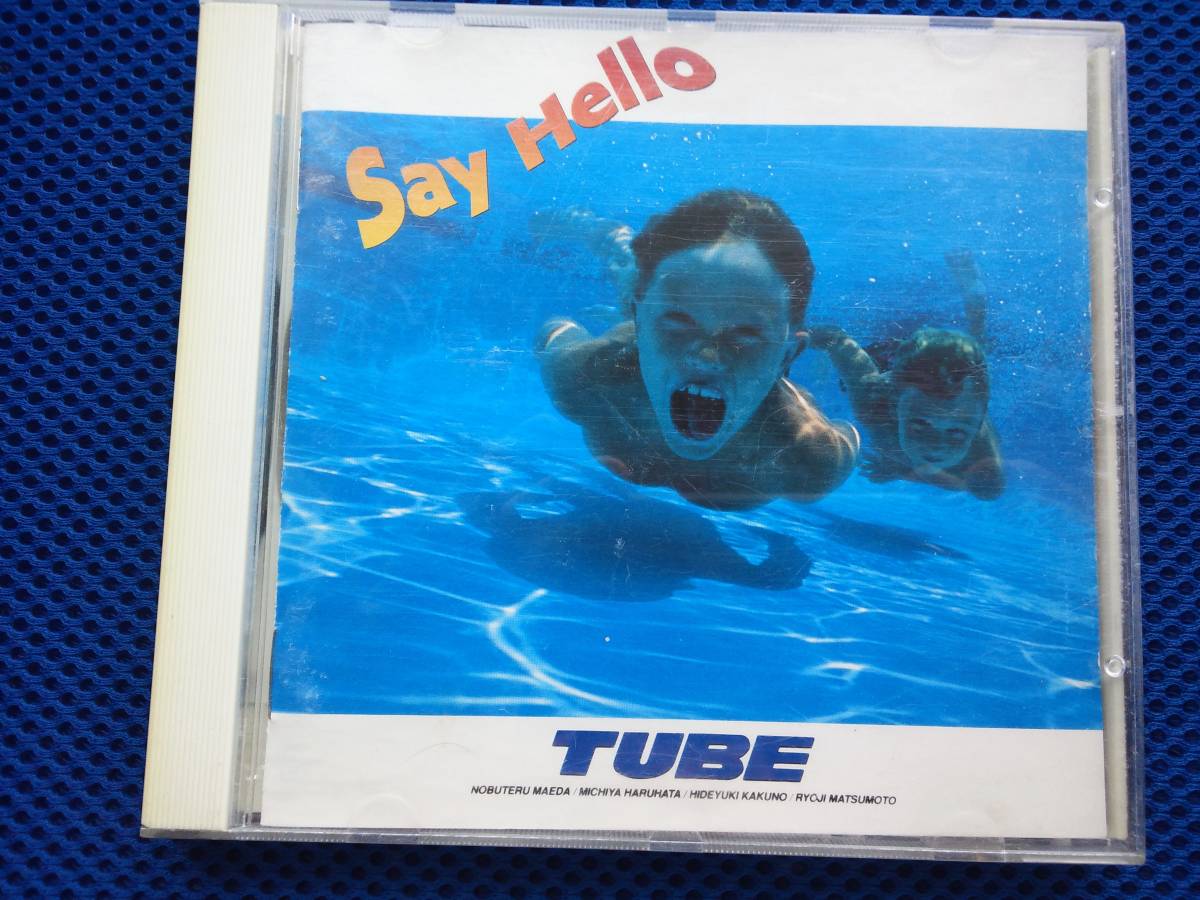 Say Hello
TUBE
NOBUTERU MAEDA / MICHIYA HARUHATA / HIDEYUKI KAKUNO / RYOJI MATSUMOTO